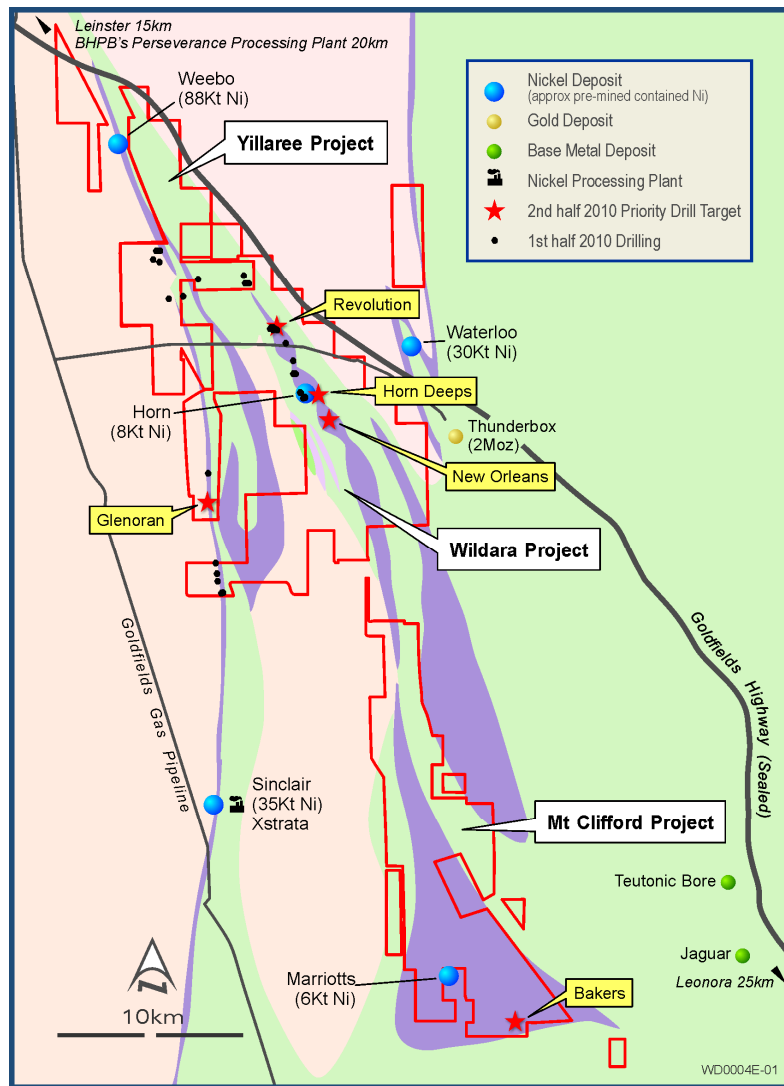 Leinster 15km
BHPB's Perseverance Processing Plant 20km
Weebo
(88Kt Ni)
Yillaree Project
Nickel Deposit
(approx pre-mined contained Ni)
Gold Deposit
Base Metal Deposit
Nickel Processing Plant
2nd half 2010 Priority Drill Target
1st half 2010 Drilling
Revolution
Waterloo
(30Kt Ni)
Horn Deeps
Horn
(8Kt Ni)
Thunderbox
(2Moz)
New Orleans
Glenoran
Wildara Project
Goldfields Gas Pipeline
Goldfields Highway (Sealed)
Sinclair
(35Kt Ni)
Xstrata
Mt Clifford Project
Teutonic Bore
Jaguar
Leonora 25km
Marriotts
(6Kt Ni)
Bakers
N
10km
WD0004E-01